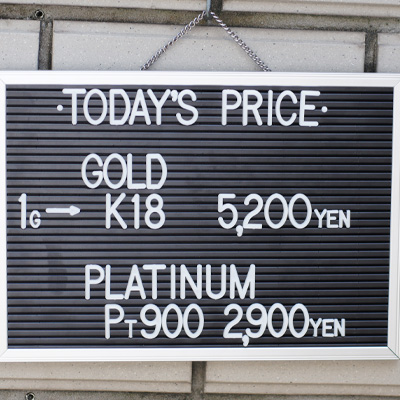 ·TODAY'S PRICE·
GOLD
1G→ K18 5,200YEN
PLATINUM
PT900 2,900YEN